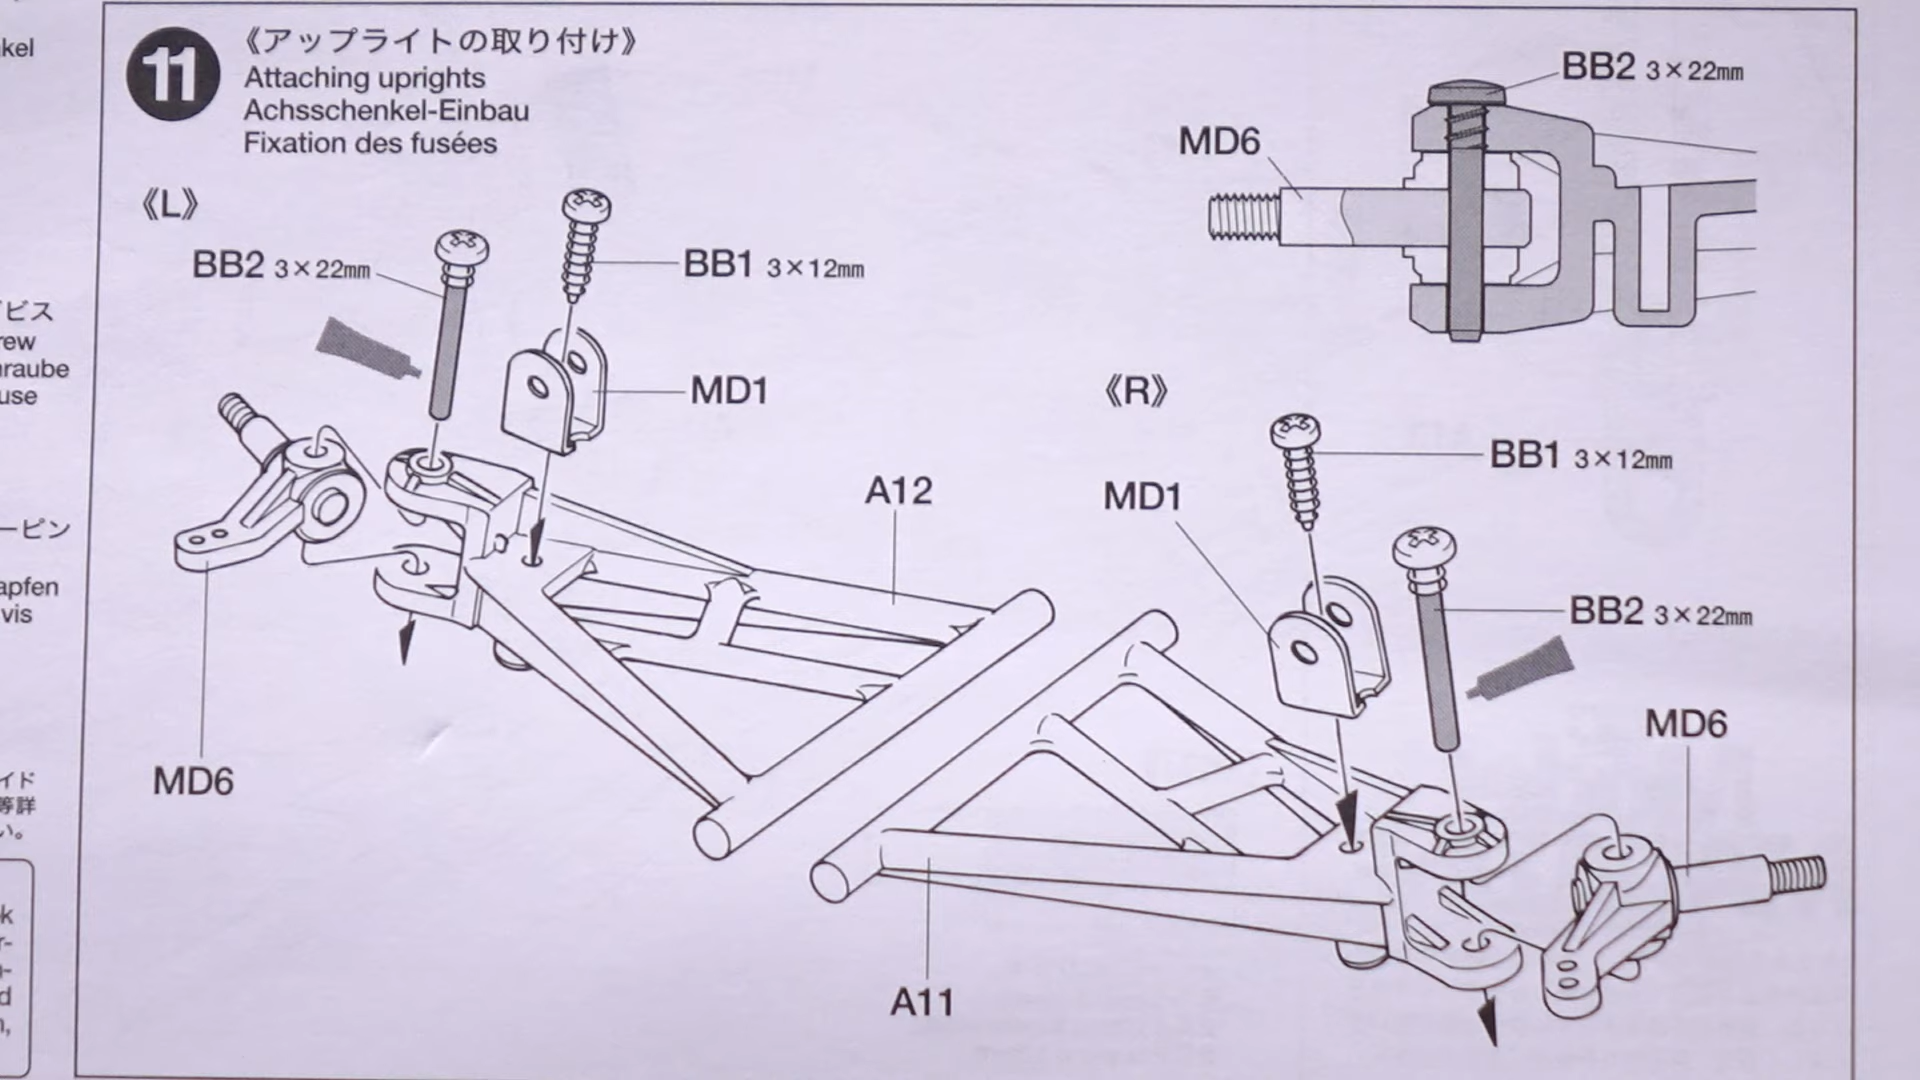 kel
ビス
rew
raube
use
ーピン
apfen
vis
イド
等詳
い。
k
r-
d
11
《アップライトの取り付け》
Attaching uprights
Achsschenkel-Einbau
Fixation des fusées
《L》
BB2 3×22mm
BB1 3×12mm
MD1
A12
MD6
BB2 3×22mm
MD6
《R》
BB1 3×12mm
MD1
BB2 3×22mm
MD6
A11